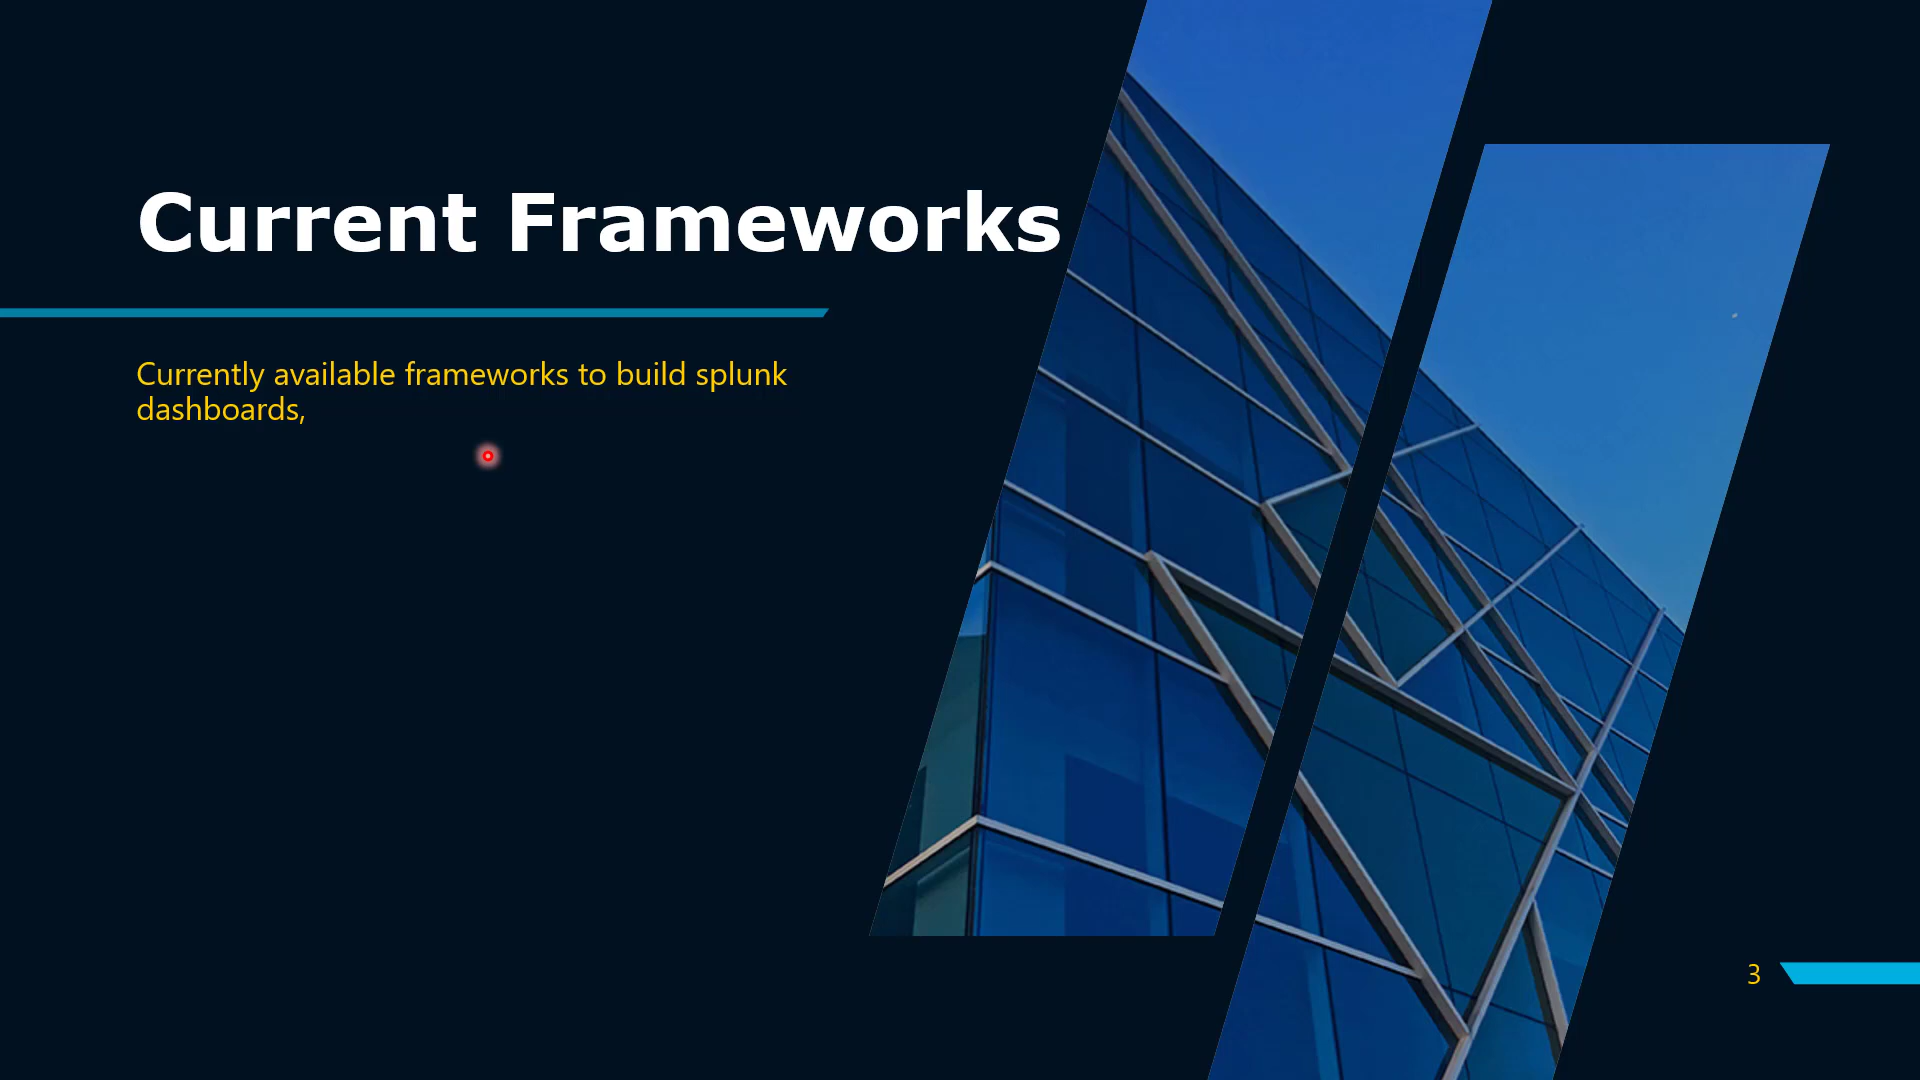 Current Frameworks
Currently available frameworks to build splunk
dashboards,
3